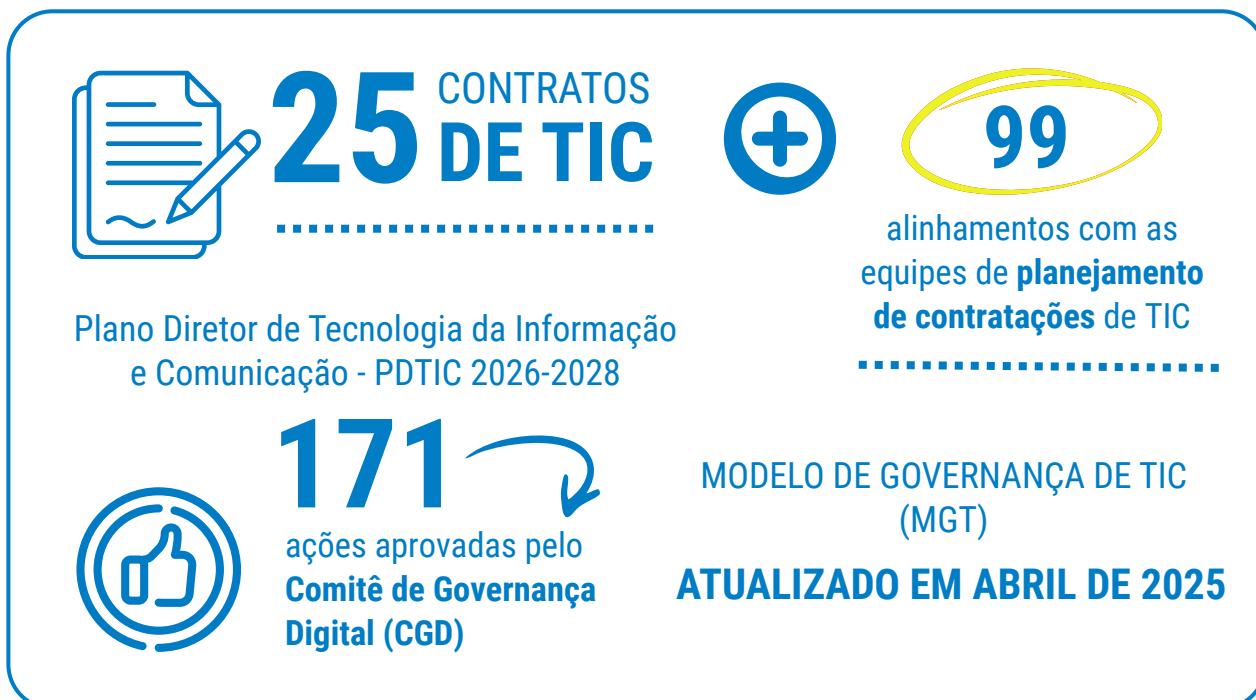 25 CONTRATOS
DE TIC
99
alinhamentos com as
equipes de planejamento
de contratações de TIC
Plano Diretor de Tecnologia da Informação
e Comunicação - PDTIC 2026-2028
171
ações aprovadas pelo
Comitê de Governança
Digital (CGD)
MODELO DE GOVERNANÇA DE TIC
(MGT)
ATUALIZADO EM ABRIL DE 2025